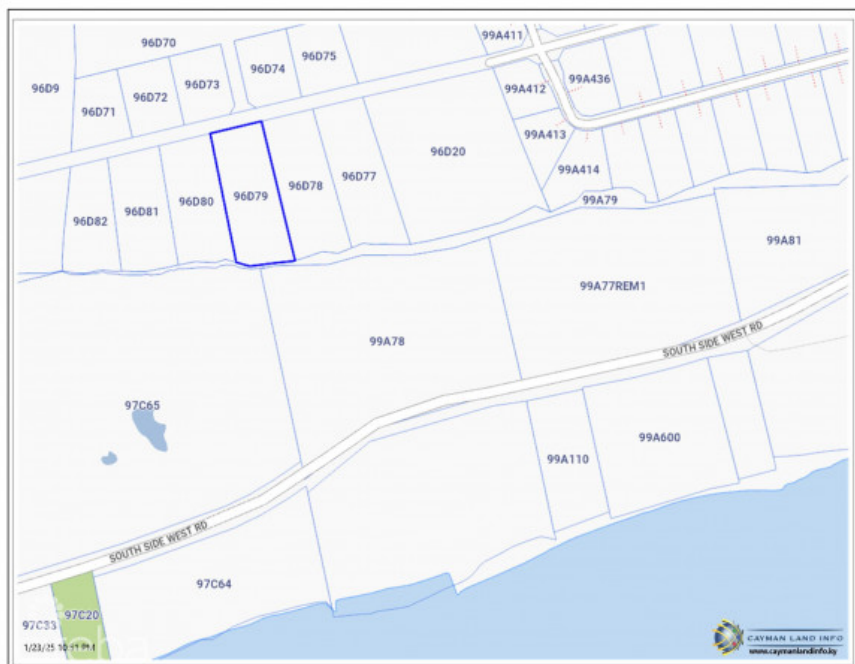 99A411
96D70
96D74
96D75
96D9
96D73
96D72
96D71
99A436
99A412
99A413
96D20
99A414
96D77
96D78
96D79
96D80
96D81
96D82
99A79
99A81
99A77REM1
99A78
SOUTH SIDE WEST RD
97C65
99A600
99A110
SOUTH SIDE WEST RD
97C64
97C20
97C33
CAYMAN LAND INFO
www.caymanlandinfo.ky